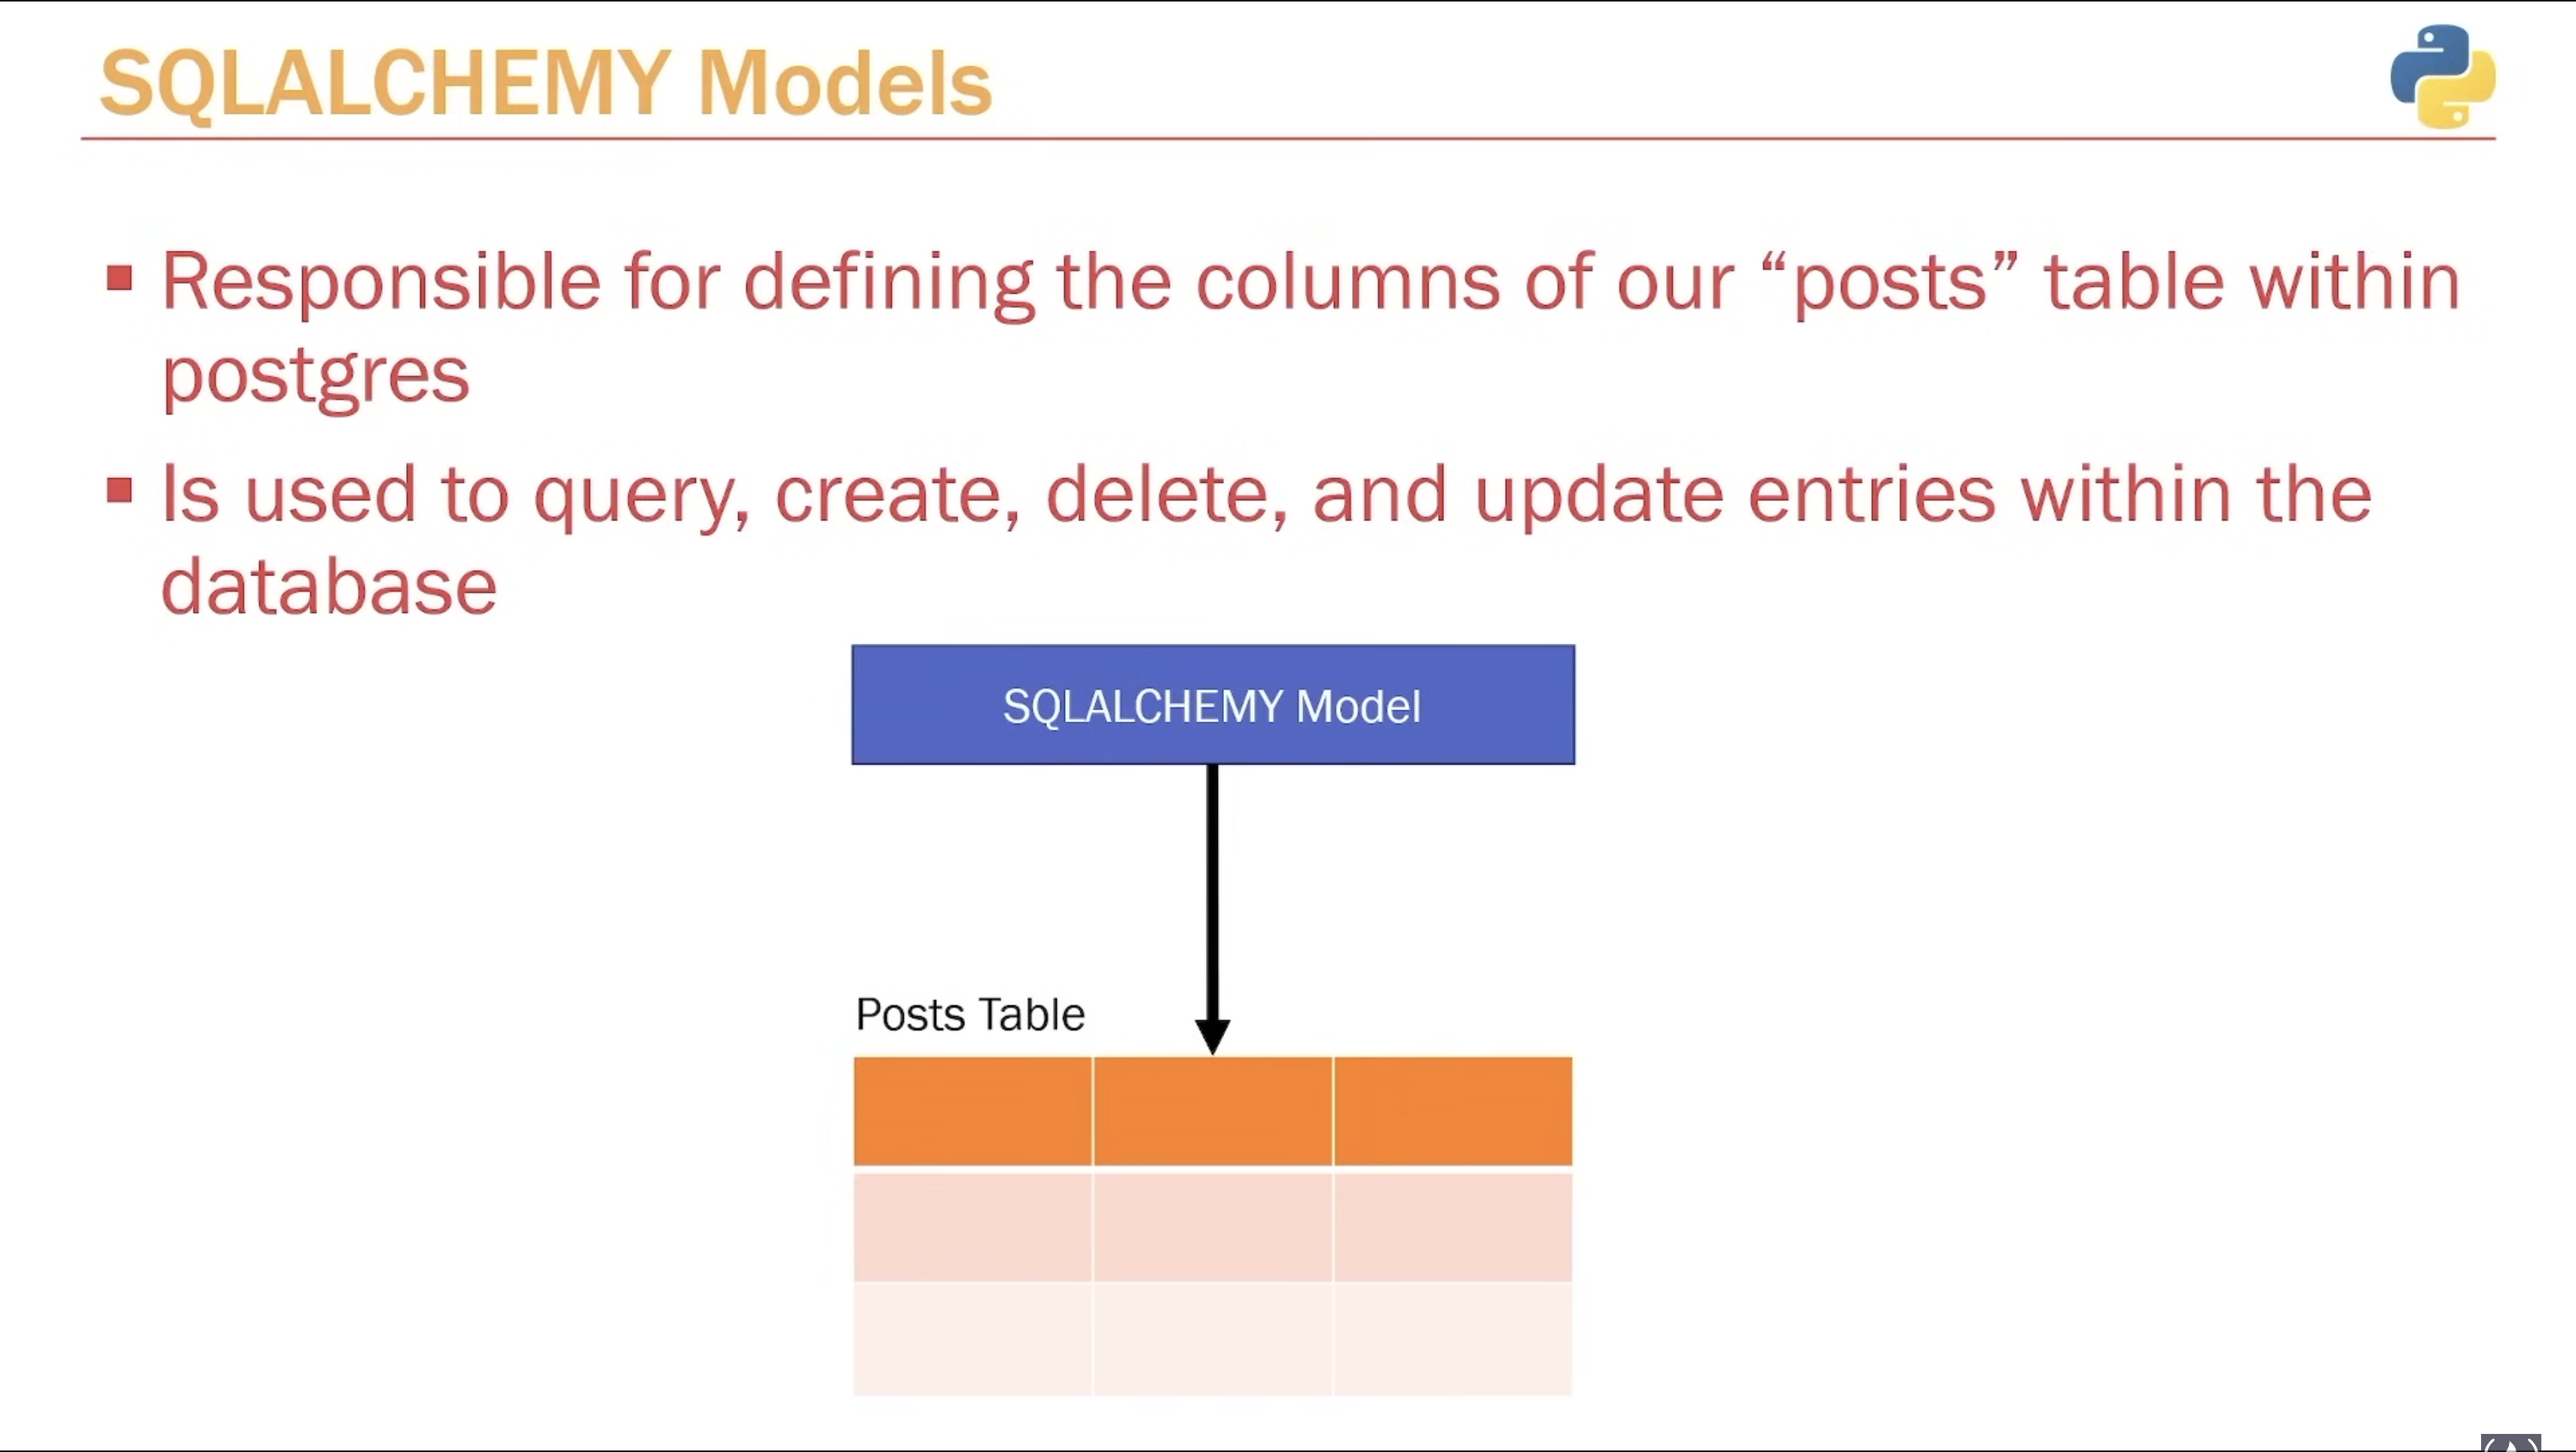 SQLALCHEMY Models
Responsible for defining the columns of our “posts” table within
postgres
Is used to query, create, delete, and update entries within the
database
SQLALCHEMY Model
Posts Table